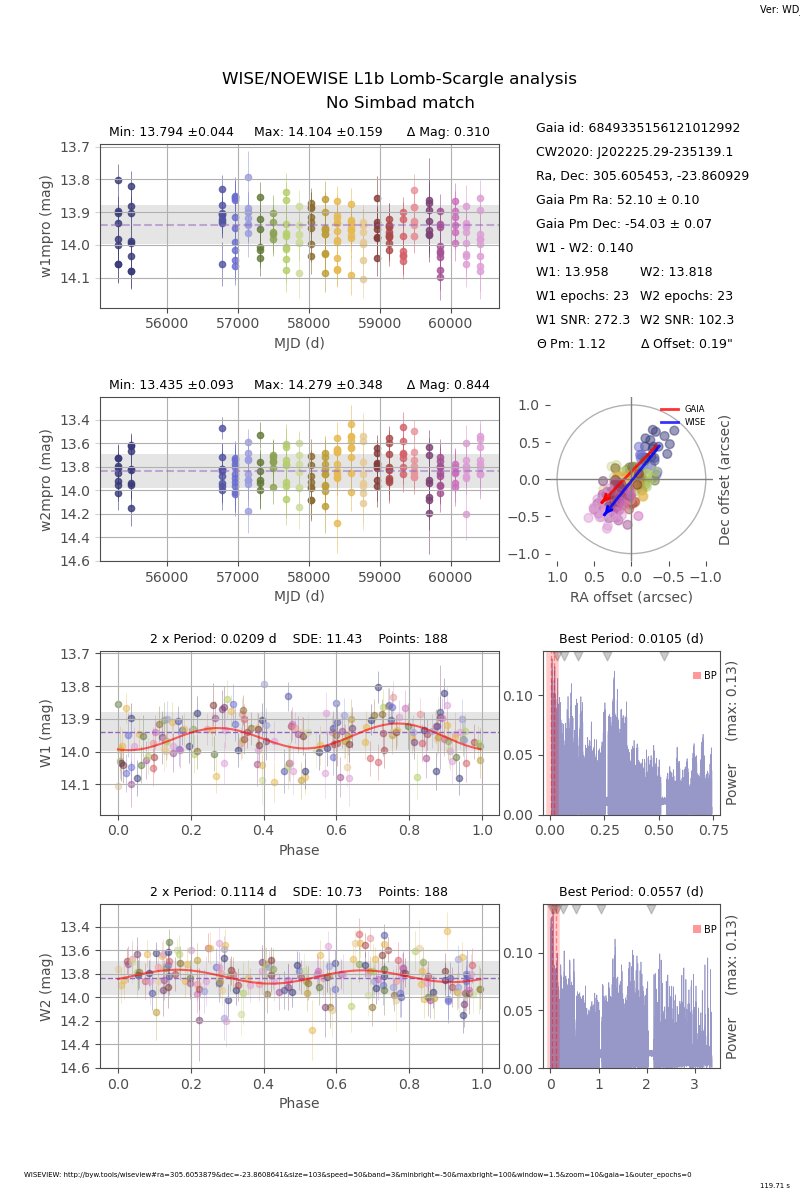 Ver: WD
WISE/NOEWISE L1b Lomb-Scargle analysis
No Simbad match
Min: 13.794 ±0.044 Max: 14.104 ±0.159 Δ Mag: 0.310
13.7
13.8
13.9
14.0
14.1
w1mpro (mag)
56000 57000 58000 59000 60000
MJD (d)
Gaia id: 6849335156121012992
CW2020: J202225.29-235139.1
Ra, Dec: 305.605453, -23.860929
Gaia Pm Ra: 52.10 ± 0.10
Gaia Pm Dec: -54.03 ± 0.07
W1 - W2: 0.140
W1: 13.958 W2: 13.818
W1 epochs: 23 W2 epochs: 23
W1 SNR: 272.3 W2 SNR: 102.3
Θ Pm: 1.12 Δ Offset: 0.19"
Min: 13.435 ±0.093 Max: 14.279 ±0.348 Δ Mag: 0.844
13.4
13.6
13.8
14.0
14.2
14.4
14.6
w2mpro (mag)
56000 57000 58000 59000 60000
MJD (d)
GAIA
WISE
1.0
0.5
0.0
−0.5
−1.0
Dec offset (arcsec)
1.0 0.5 0.0 −0.5 −1.0
RA offset (arcsec)
2 x Period: 0.0209 d SDE: 11.43 Points: 188
13.7
13.8
13.9
14.0
14.1
W1 (mag)
0.0 0.2 0.4 0.6 0.8 1.0
Phase
Best Period: 0.0105 (d)
BP
0.10
0.05
0.00
Power (max: 0.13)
0.00 0.25 0.50 0.75
2 x Period: 0.1114 d SDE: 10.73 Points: 188
13.4
13.6
13.8
14.0
14.2
14.4
14.6
W2 (mag)
0.0 0.2 0.4 0.6 0.8 1.0
Phase
Best Period: 0.0557 (d)
BP
0.10
0.05
0.00
Power (max: 0.13)
0 1 2 3
WISEVIEW: http://byw.tools/wiseview#ra=305.6053879&dec=-23.8608641&size=103&speed=50&band=3&minbright=-50&maxbright=100&window=1.5&zoom=10&gaia=1&outer_epochs=0
119.71 s